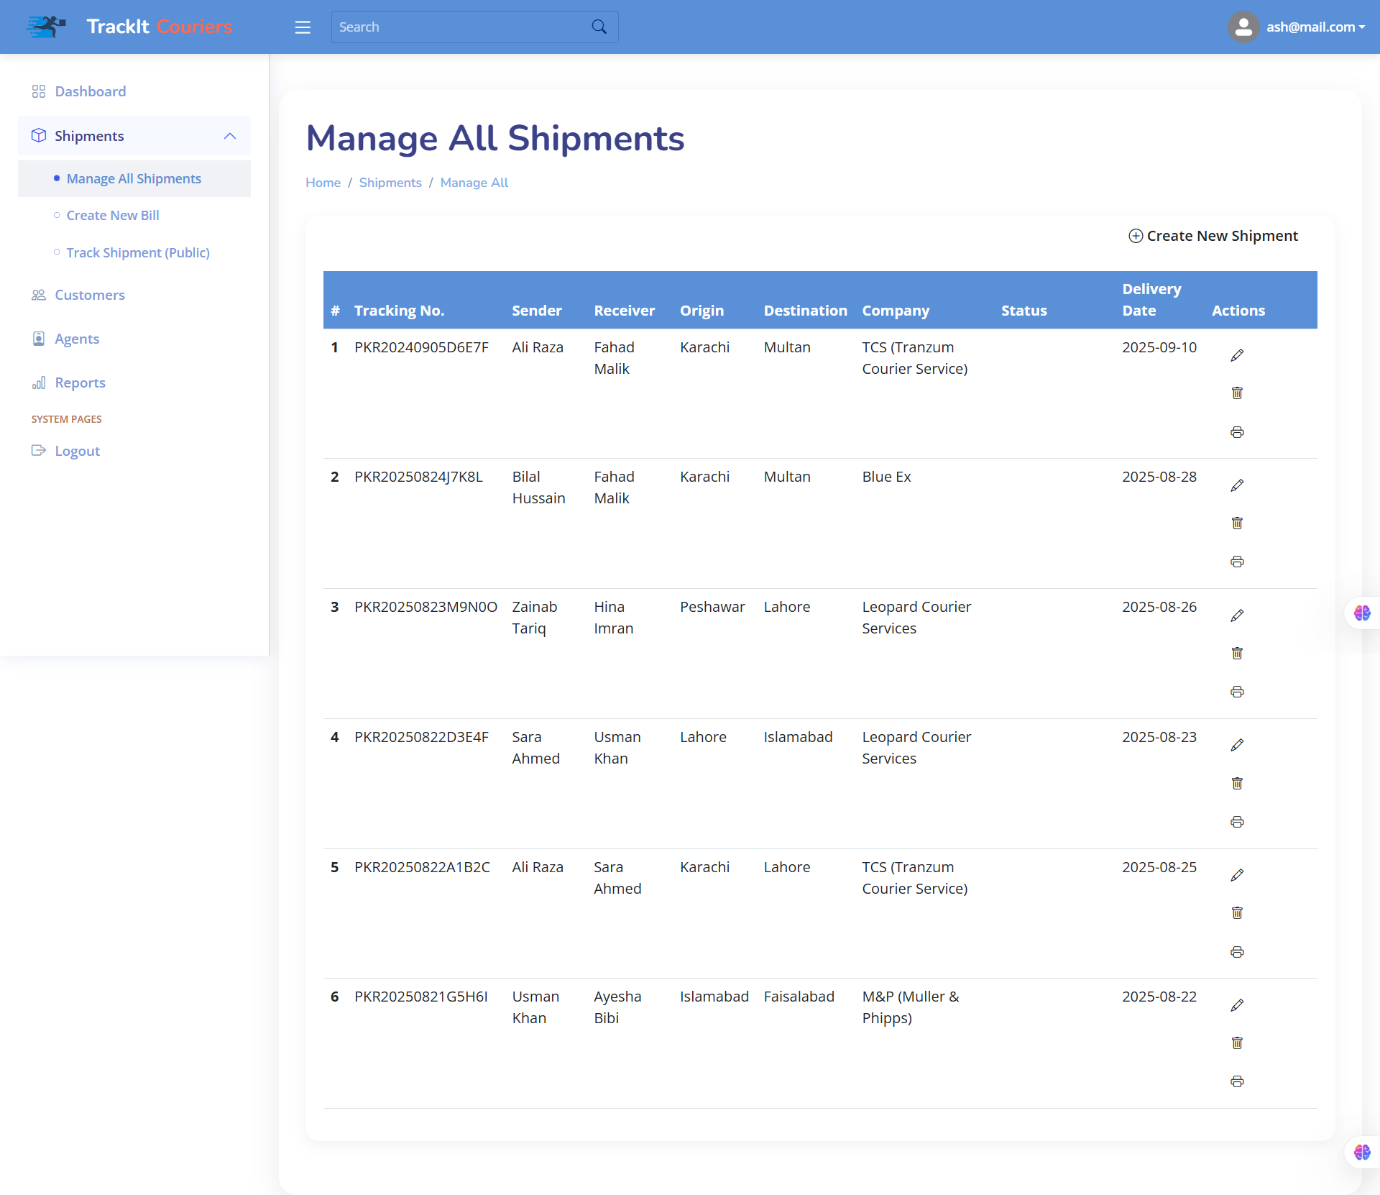 TrackIt Couriers
Search
ash@mail.com
Dashboard
Shipments
Manage All Shipments
Create New Bill
Track Shipment (Public)
Customers
Agents
Reports
SYSTEM PAGES
Logout
Manage All Shipments
Home / Shipments / Manage All
Create New Shipment
# Tracking No. Sender Receiver Origin Destination Company Status Delivery Date Actions
1 PKR20240905D6E7F Ali Raza Fahad Malik Karachi Multan TCS (Tranzum Courier Service) 2025-09-10
2 PKR20250824J7K8L Bilal Hussain Fahad Malik Karachi Multan Blue Ex 2025-08-28
3 PKR20250823M9N0O Zainab Tariq Hina Imran Peshawar Lahore Leopard Courier Services 2025-08-26
4 PKR20250822D3E4F Sara Ahmed Usman Khan Lahore Islamabad Leopard Courier Services 2025-08-23
5 PKR20250822A1B2C Ali Raza Sara Ahmed Karachi Lahore TCS (Tranzum Courier Service) 2025-08-25
6 PKR20250821G5H6I Usman Khan Ayesha Bibi Islamabad Faisalabad M&P (Muller & Phipps) 2025-08-22